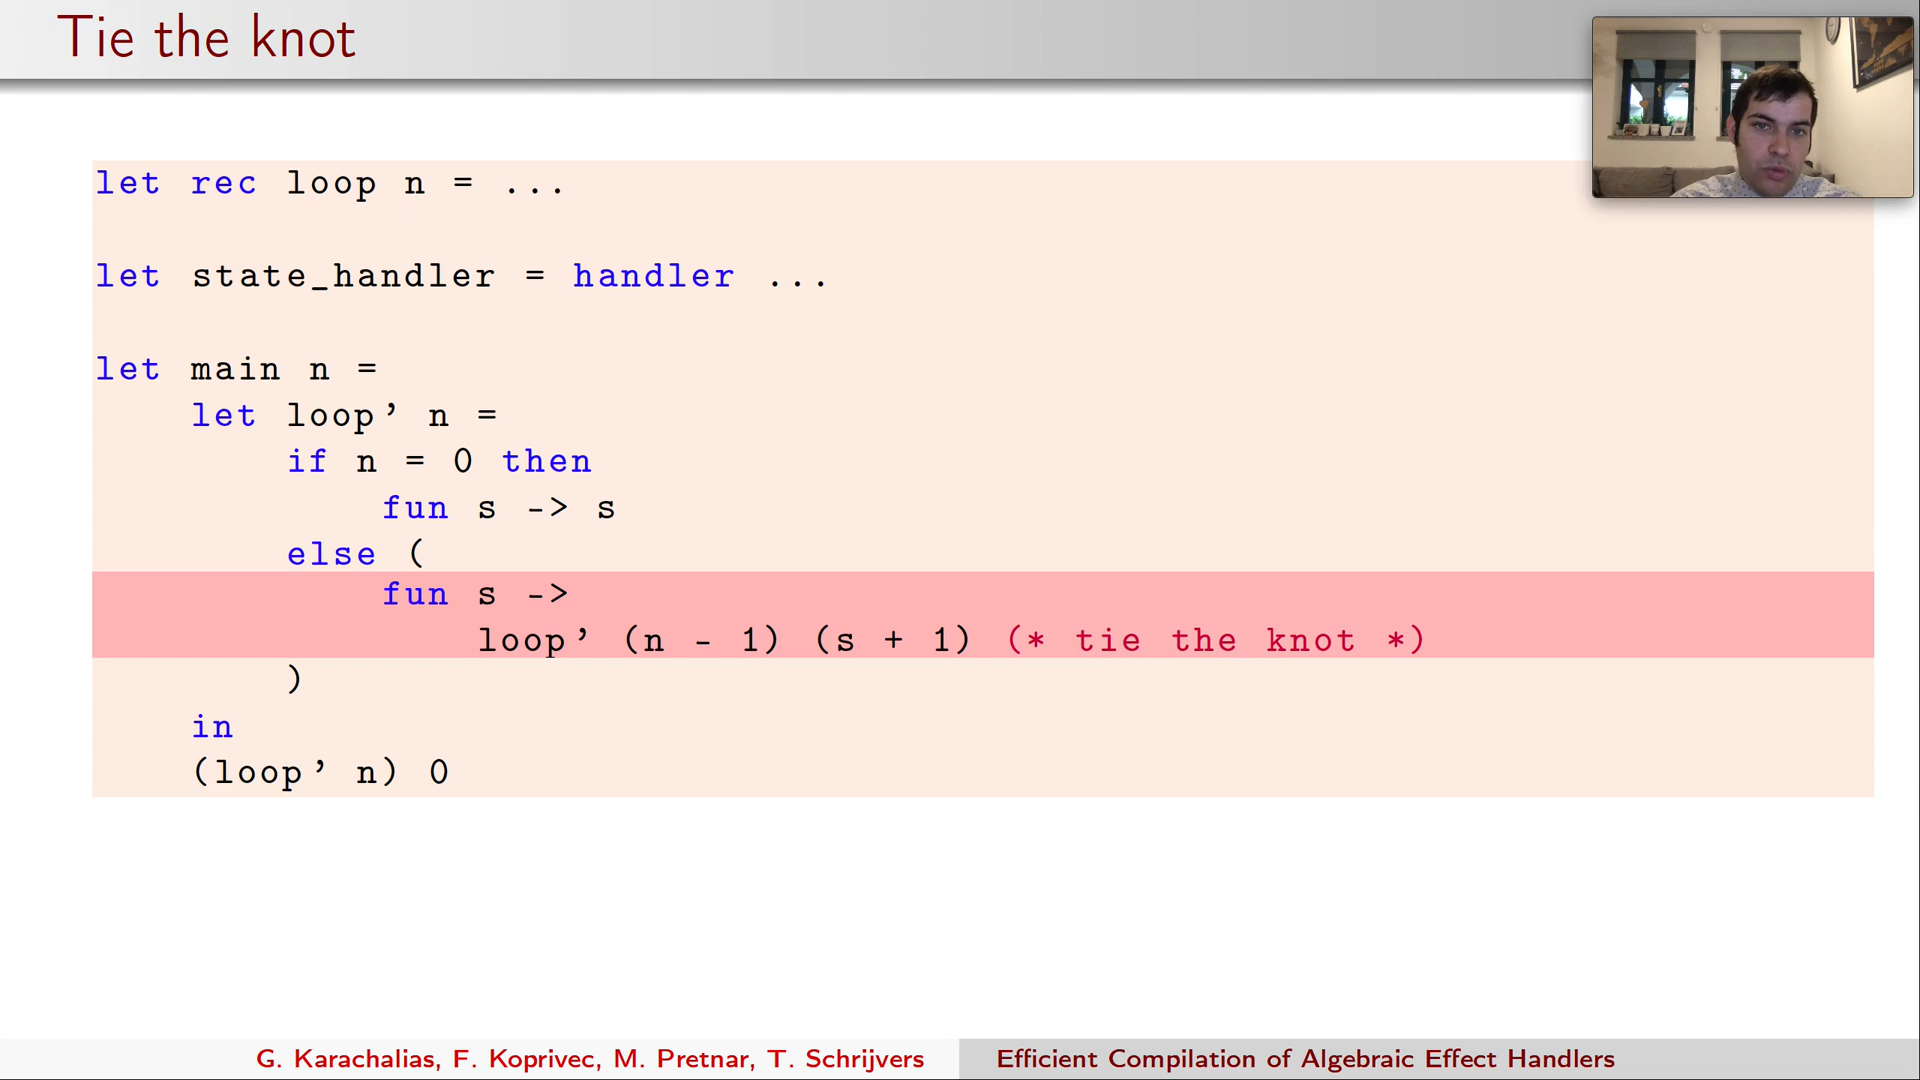 Tie the knot
let rec loop n = ...
let state_handler = handler ...
let main n =
let loop' n =
if n = 0 then
fun s -> s
else (
fun s ->
loop' (n - 1) (s + 1) (* tie the knot *)
)
in
(loop' n) 0
G. Karachalias, F. Koprivec, M. Pretnar, T. Schrijvers
Efficient Compilation of Algebraic Effect Handlers